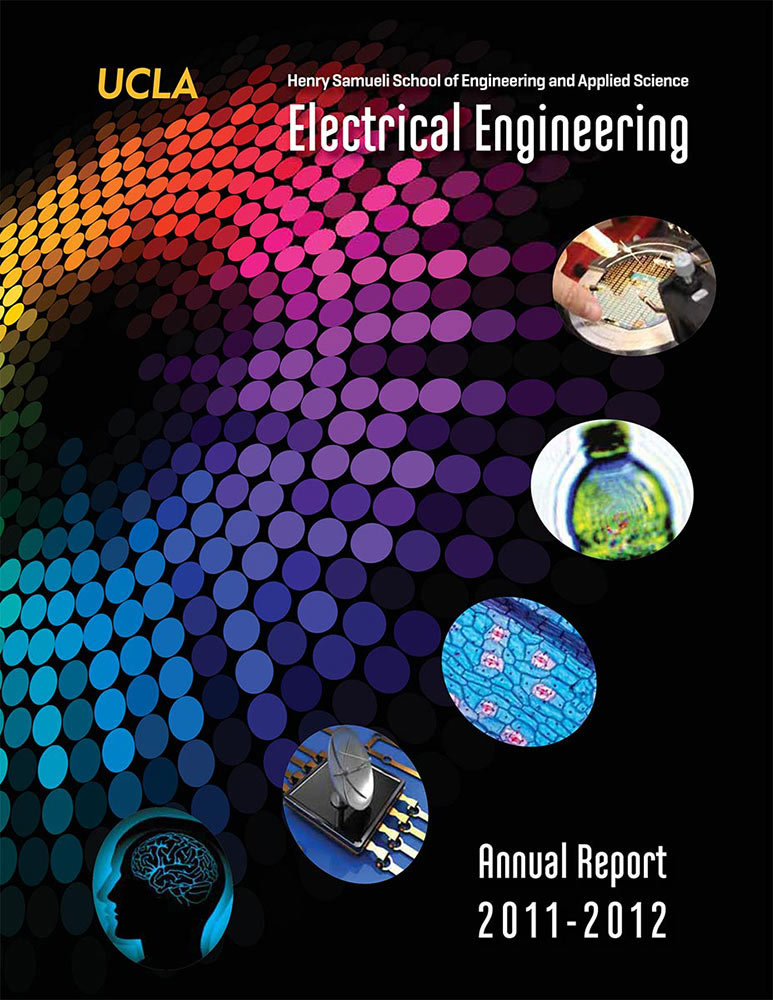 UCLA
Henry Samueli School of Engineering and Applied Science
Electrical Engineering
Annual Report
2011-2012